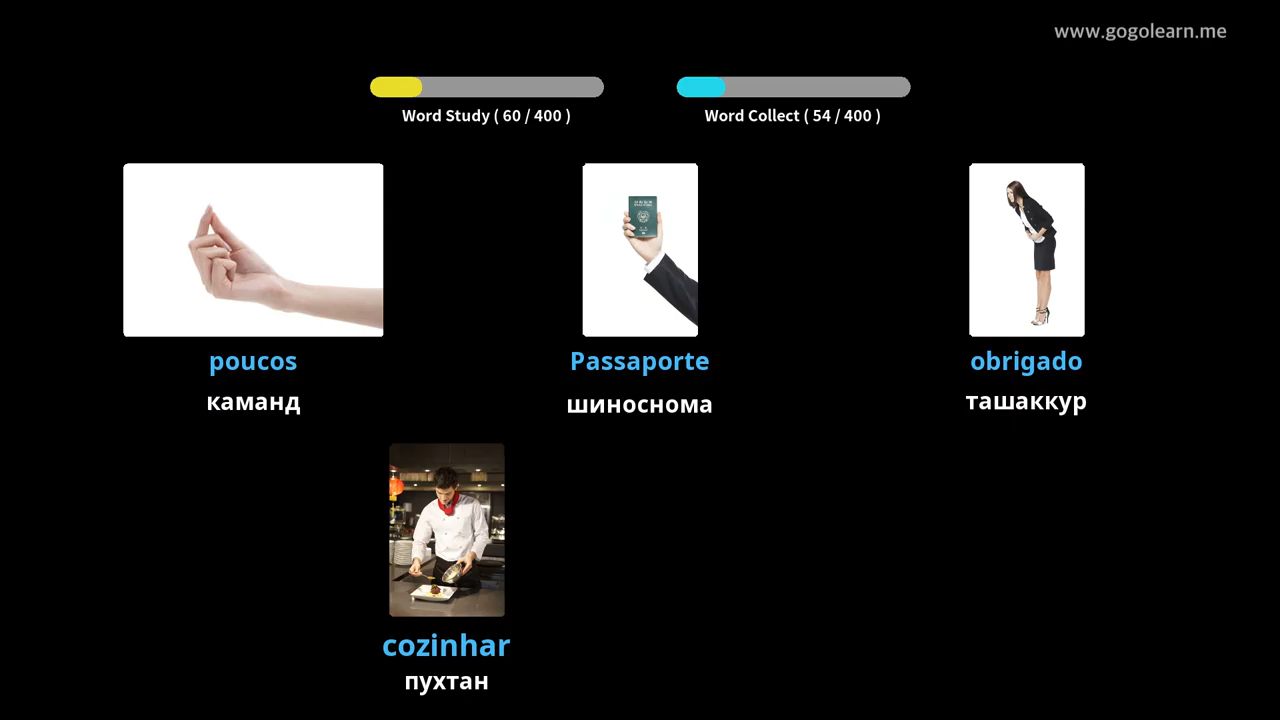 www.gogolearn.me
Word Study ( 60 / 400 )
Word Collect ( 54 / 400 )
poucos
каманд
Passaporte
шиноснома
obrigado
ташаккур
cozinhar
пухтан